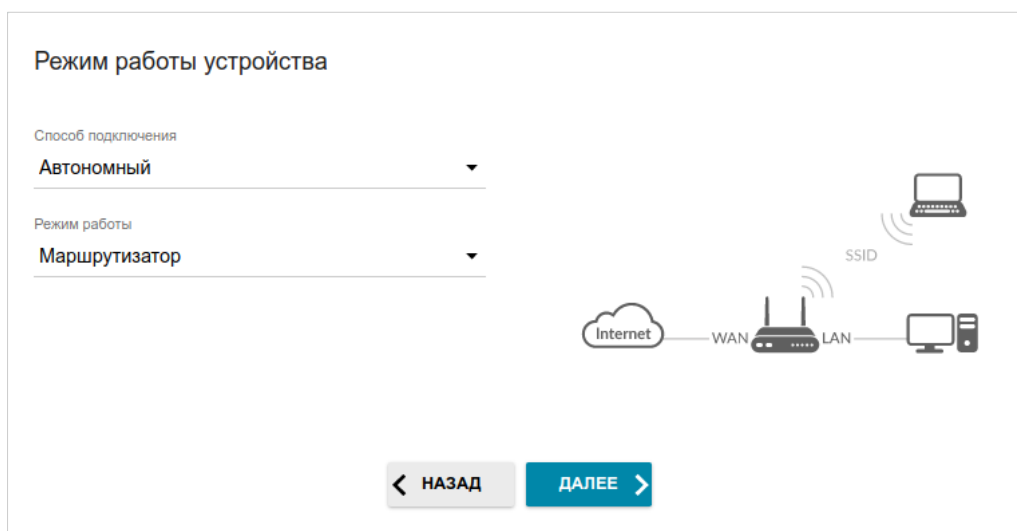 Режим работы устройства
Способ подключения
Автономный
Режим работы
Маршрутизатор
SSID
Internet
WAN
LAN
НАЗАД
ДАЛЕЕ